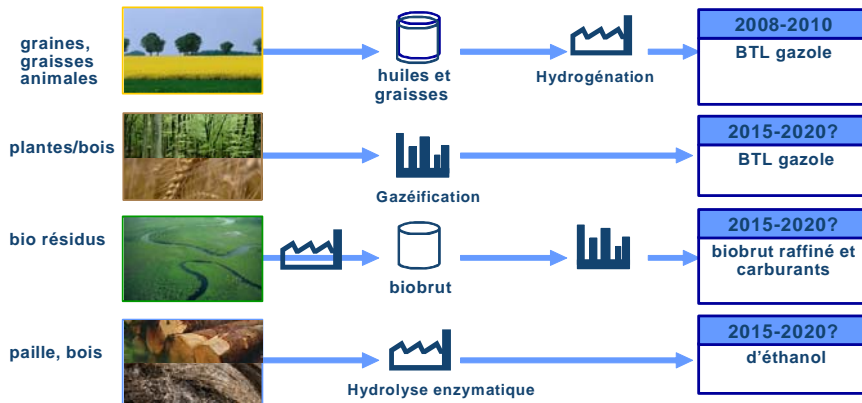 graines,
graisses
animales
huiles et
graisses
Hydrogénation
2008-2010
BTL gazole
plantes/bois
Gazéification
2015-2020?
BTL gazole
bio résidus
biobrut
2015-2020?
biobrut raffiné et
carburants
paille, bois
Hydrolyse enzymatique
2015-2020?
d'éthanol